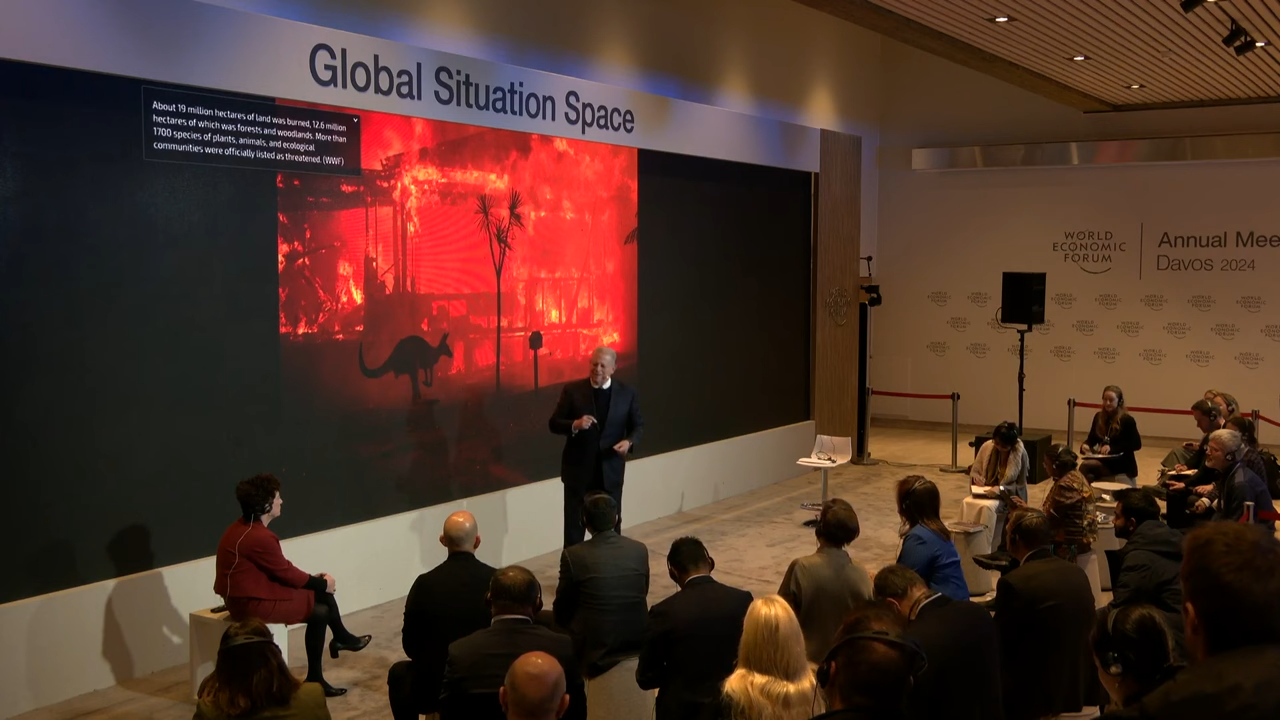 Global Situation Space
About 19 million hectares of land was burned, 12.6 million
hectares of which was forests and woodlands. More than
1700 species of plants, animals, and ecological
communities were officially listed as threatened. (WWF)
WORLD
ECONOMIC
FORUM
Annual Mee
Davos 2024